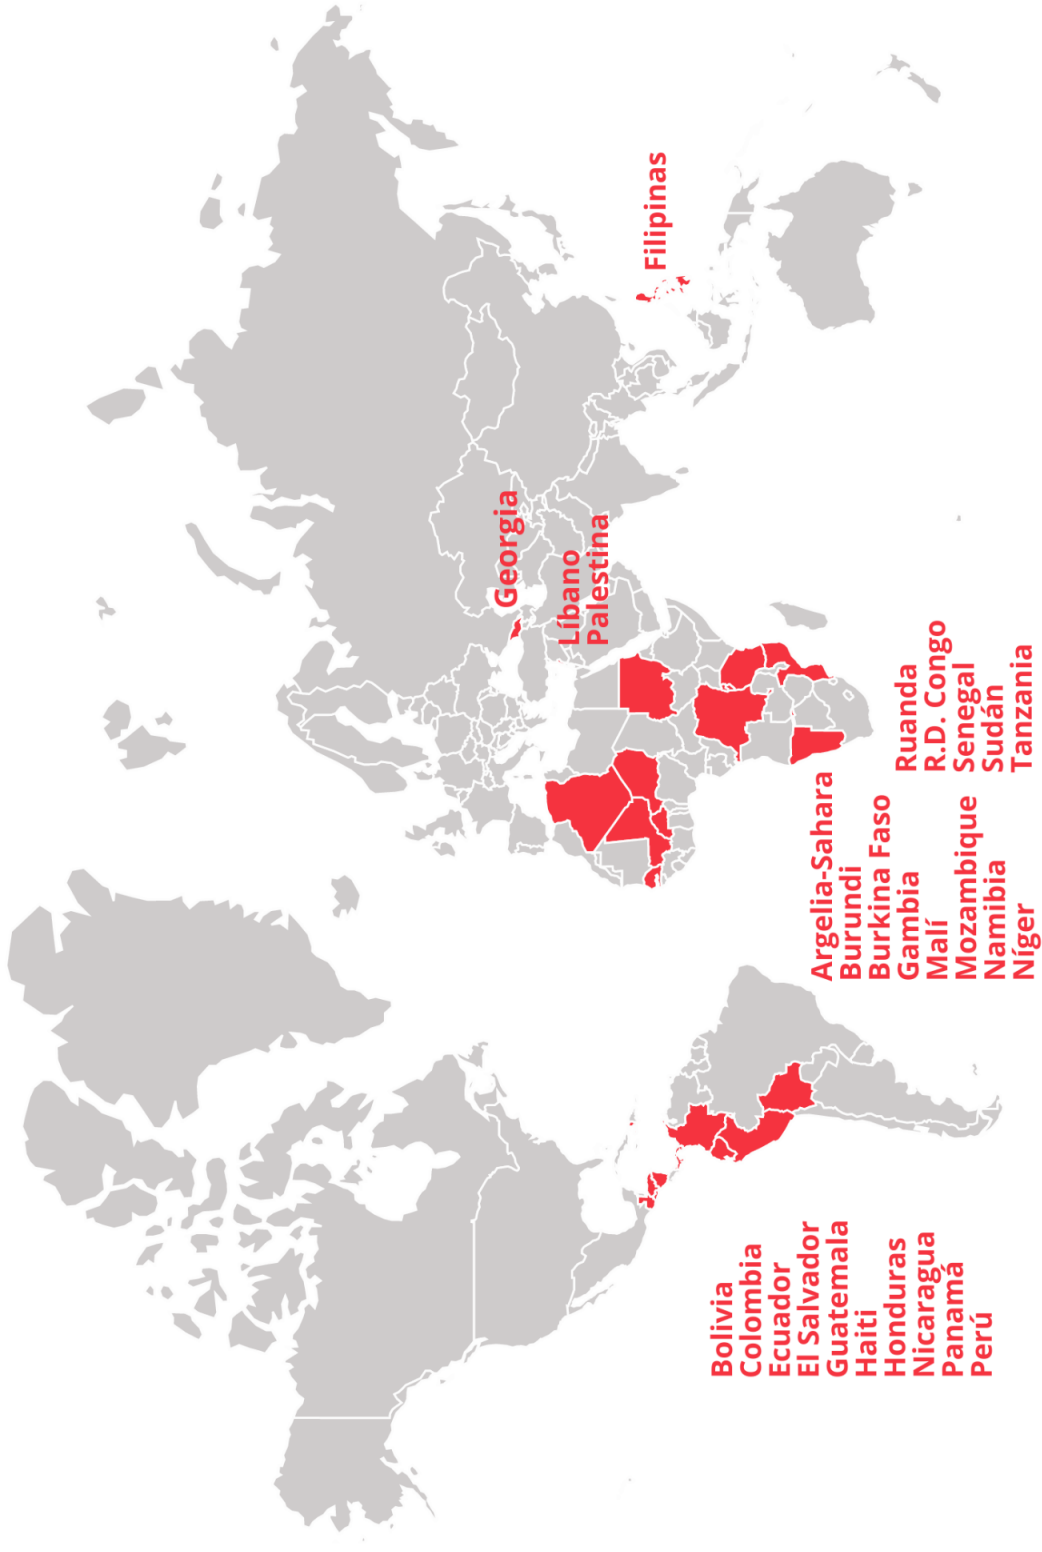 Georgia
Líbano
Palestina
Filipinas
Bolivia
Colombia
Ecuador
El Salvador
Guatemala
Haiti
Honduras
Nicaragua
Panamá
Perú
Argelia-Sahara
Burundi
Burkina Faso
Gambia
Malí
Mozambique
Namibia
Níger
Ruanda
R.D. Congo
Senegal
Sudán
Tanzania